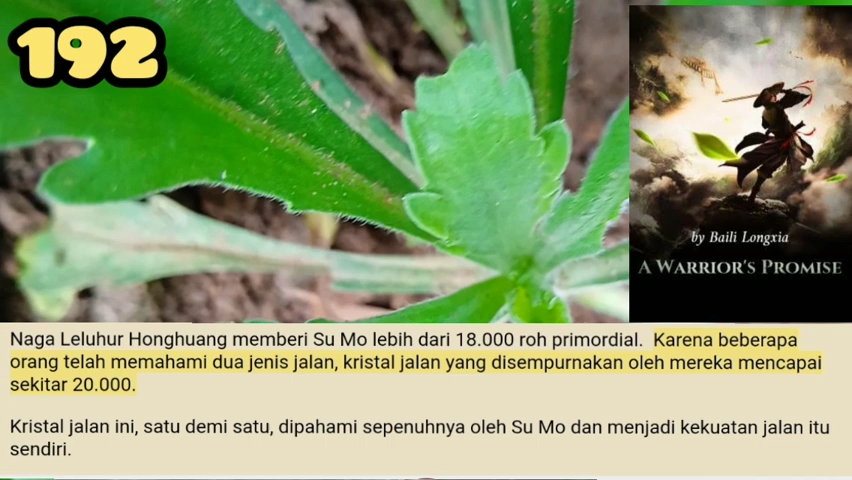 192
by Baili Longxia
A WARRIOR'S PROMISE
Naga Leluhur Honghuang memberi Su Mo lebih dari 18.000 roh primordial. Karena beberapa
orang telah memahami dua jenis jalan, kristal jalan yang disempurnakan oleh mereka mencapai
sekitar 20.000.
Kristal jalan ini, satu demi satu, dipahami sepenuhnya oleh Su Mo dan menjadi kekuatan jalan itu
sendiri.